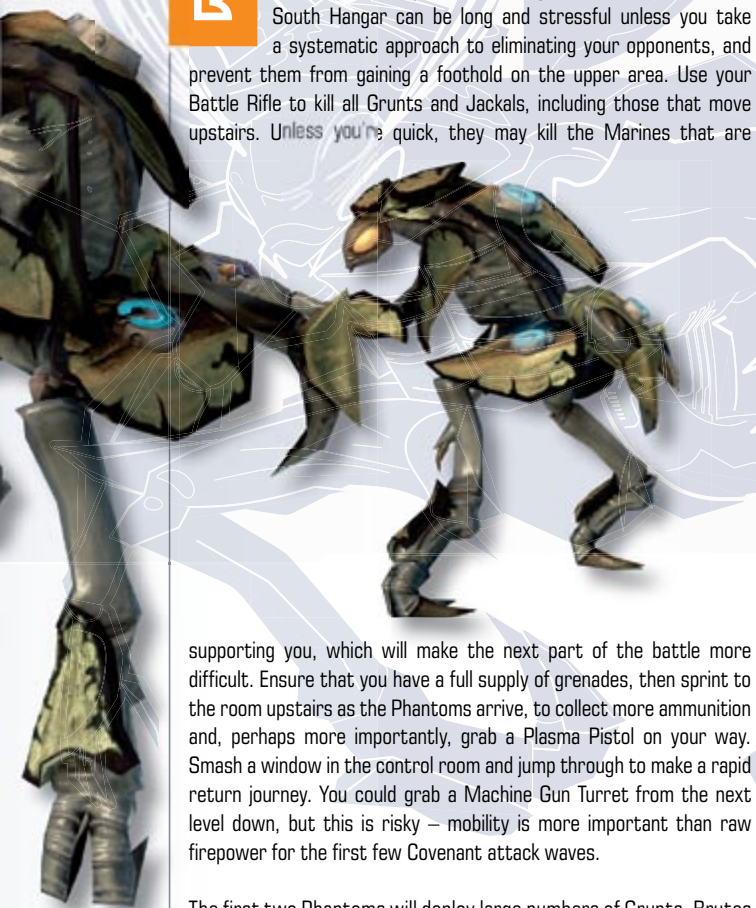 South Hangar can be long and stressful unless you take
a systematic approach to eliminating your opponents, and
prevent them from gaining a foothold on the upper area. Use your
Battle Rifle to kill all Grunts and Jackals, including those that move
upstairs. Unless you're quick, they may kill the Marines that are
supporting you, which will make the next part of the battle more
difficult. Ensure that you have a full supply of grenades, then sprint to
the room upstairs as the Phantoms arrive, to collect more ammunition
and, perhaps more importantly, grab a Plasma Pistol on your way.
Smash a window in the control room and jump through to make a rapid
return journey. You could grab a Machine Gun Turret from the next
level down, but this is risky – mobility is more important than raw
firepower for the first few Covenant attack waves.
The first two Phantoms will deploy large numbers of Grunts, Brutes